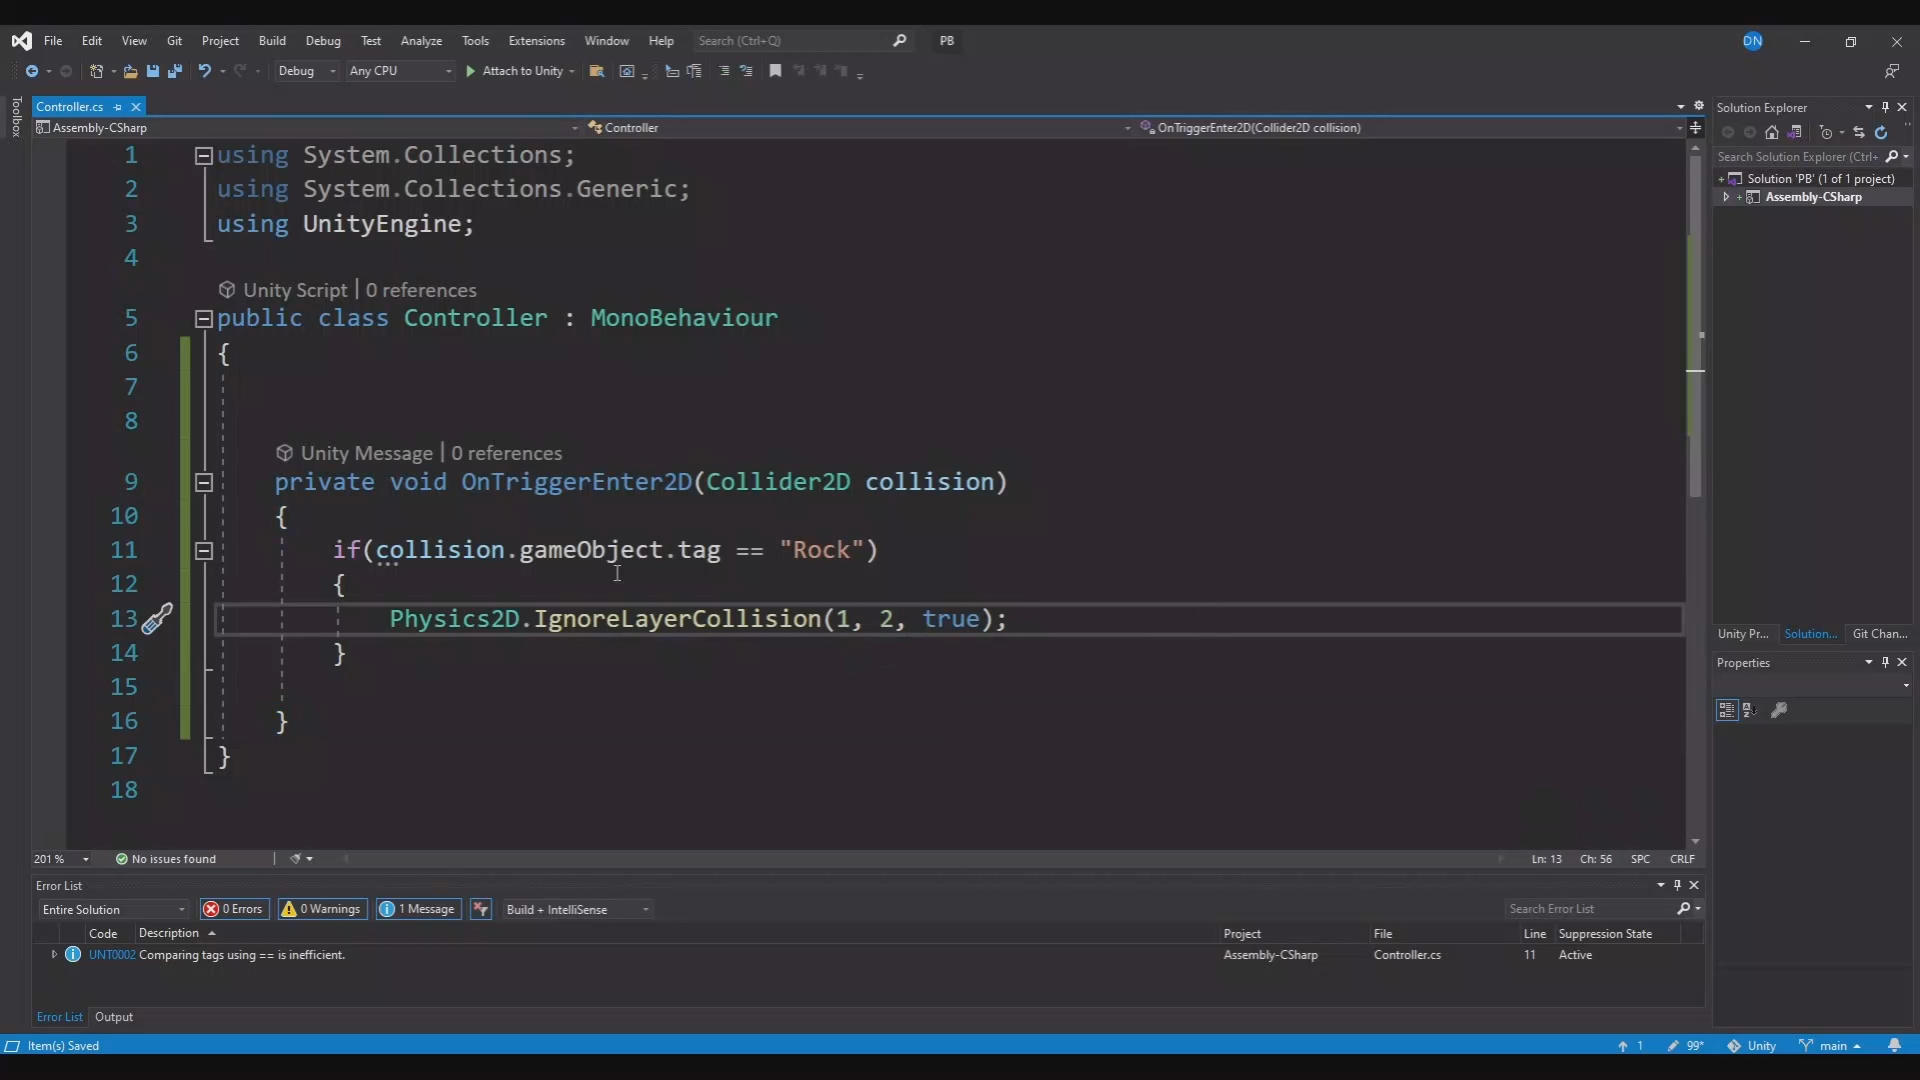 File Edit View Git Project Build Debug Test Analyze Tools Extensions Window Help Search (Ctrl+Q) PB DN
Debug Any CPU Attach to Unity
Toolbox
Controller.cs
Assembly-CSharp Controller OnTriggerEnter2D(Collider2D collision)
1 using System.Collections;
2 using System.Collections.Generic;
3 using UnityEngine;
4
Unity Script | 0 references
5 public class Controller : MonoBehaviour
6 {
7
8
Unity Message | 0 references
9 private void OnTriggerEnter2D(Collider2D collision)
10 {
11 if(collision.gameObject.tag == "Rock")
12 {
13 Physics2D.IgnoreLayerCollision(1, 2, true);
14 }
15
16 }
17 }
18
201 % No issues found Ln: 13 Ch: 56 SPC CRLF
Solution Explorer
Search Solution Explorer (Ctrl+
Solution 'PB' (1 of 1 project)
Assembly-CSharp
Unity Pr... Solution... Git Chan...
Properties
Error List
Entire Solution 0 Errors 0 Warnings 1 Message Build + IntelliSense Search Error List
Code Description Project File Line Suppression State
UNT0002 Comparing tags using == is inefficient. Assembly-CSharp Controller.cs 11 Active
Error List Output
Item(s) Saved 1 99* Unity main